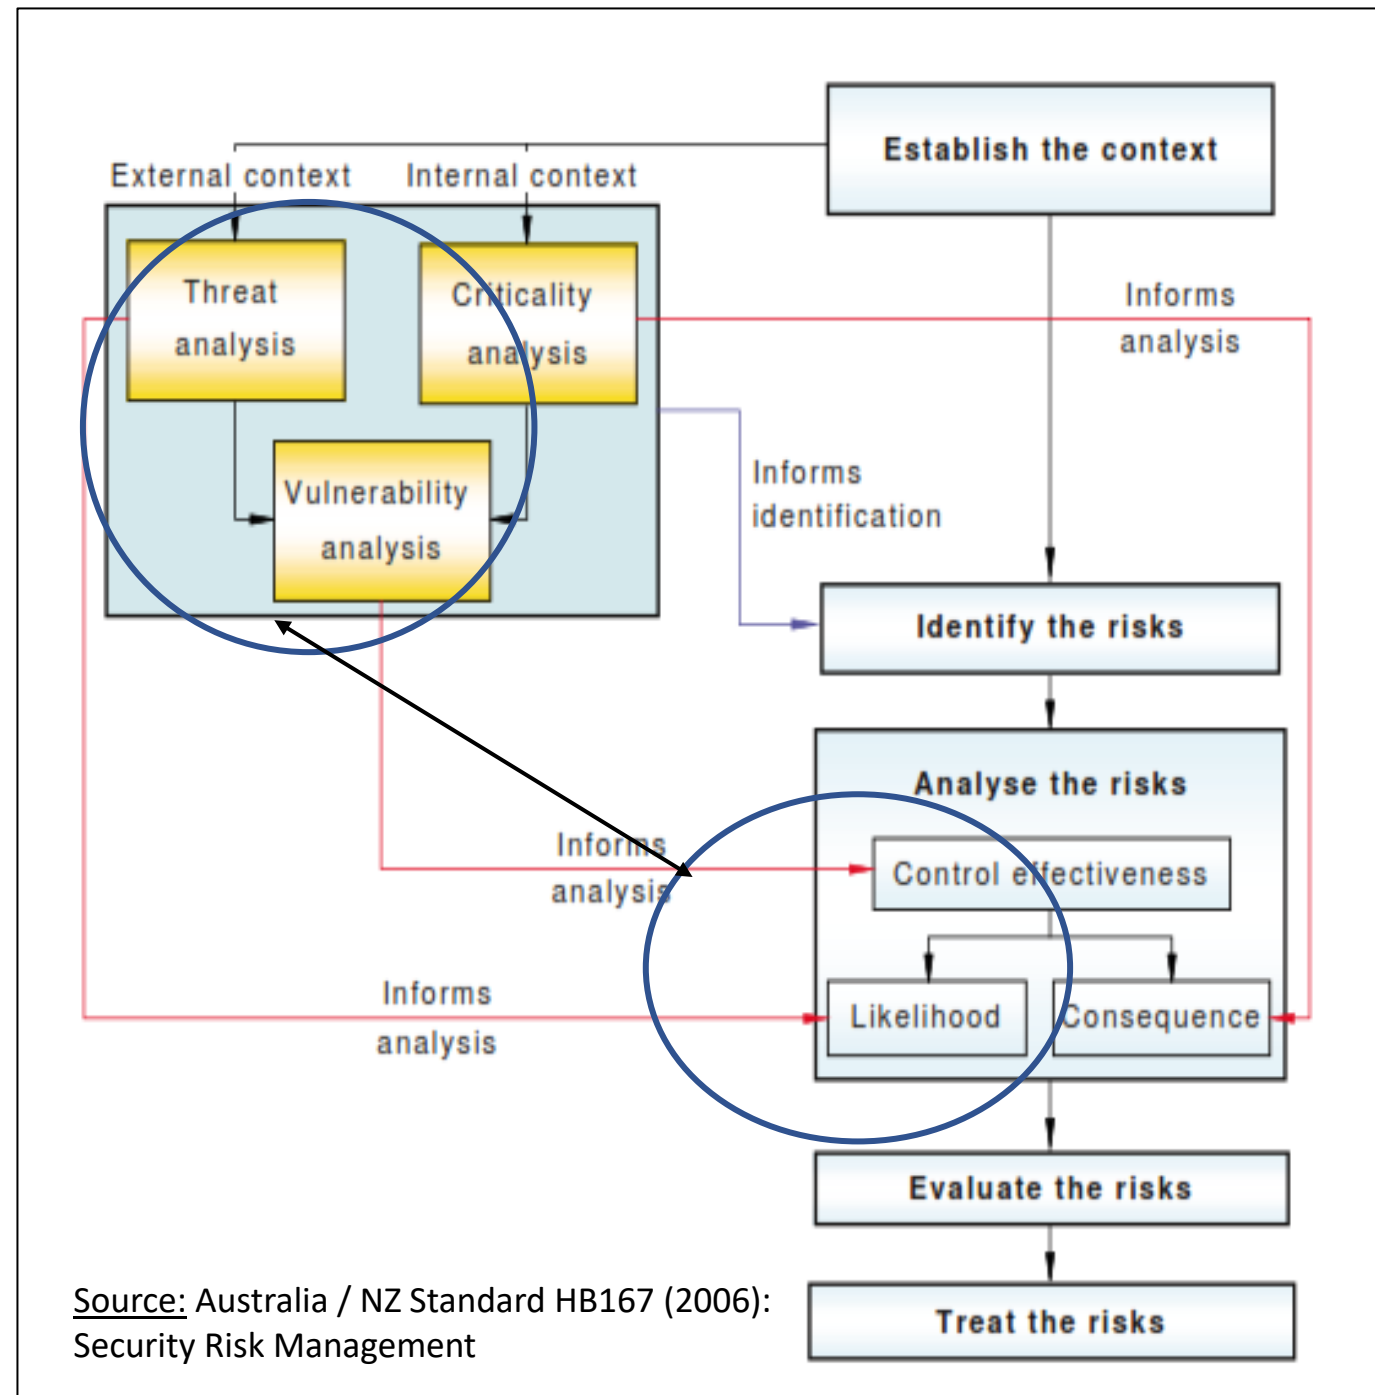 Establish the context
External context
Internal context
Threat
analysis
Criticality
analysis
Informs
analysis
Vulnerability
analysis
Informs
identification
Identify the risks
Analyse the risks
Informs
analysis
Control effectiveness
Informs
analysis
Likelihood
Consequence
Evaluate the risks
Treat the risks
Source: Australia / NZ Standard HB167 (2006):
Security Risk Management